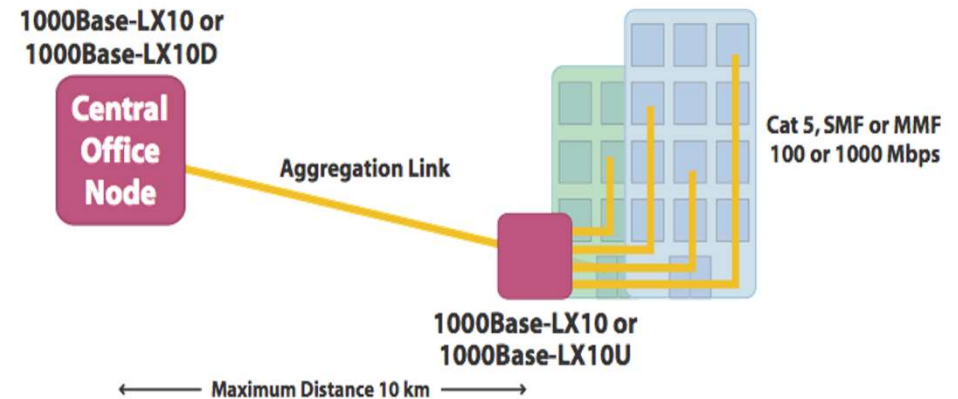 1000Base-LX10 or
1000Base-LX10D
Central
Office
Node
Aggregation Link
Cat 5, SMF or MMF
100 or 1000 Mbps
1000Base-LX10 or
1000Base-LX10U
Maximum Distance 10 km